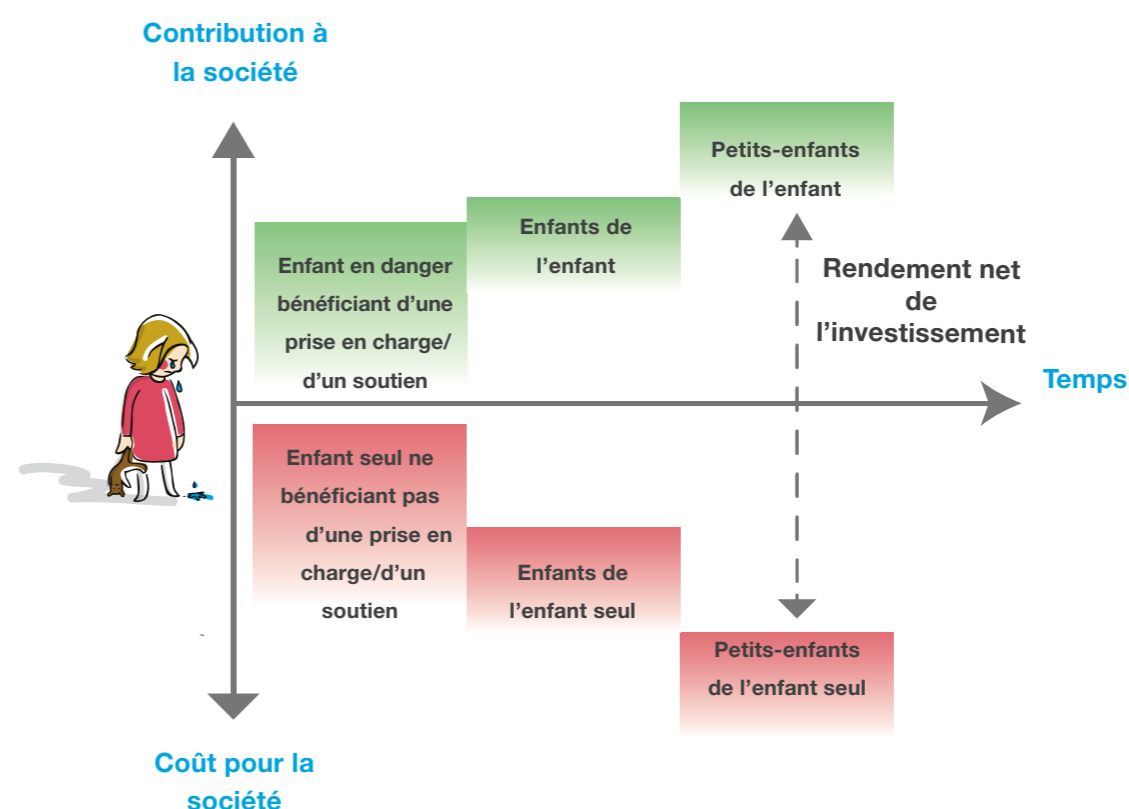 Contribution à
la société
Petits-enfants
de l’enfant
Enfants de
l’enfant
Enfant en danger
bénéficiant d’une
prise en charge/
d’un soutien
Rendement net
de
l’investissement
Temps
Enfant seul ne
bénéficiant pas
d’une prise en
charge/d’un
soutien
Enfants de
l’enfant seul
Petits-enfants
de l’enfant seul
Coût pour la
société